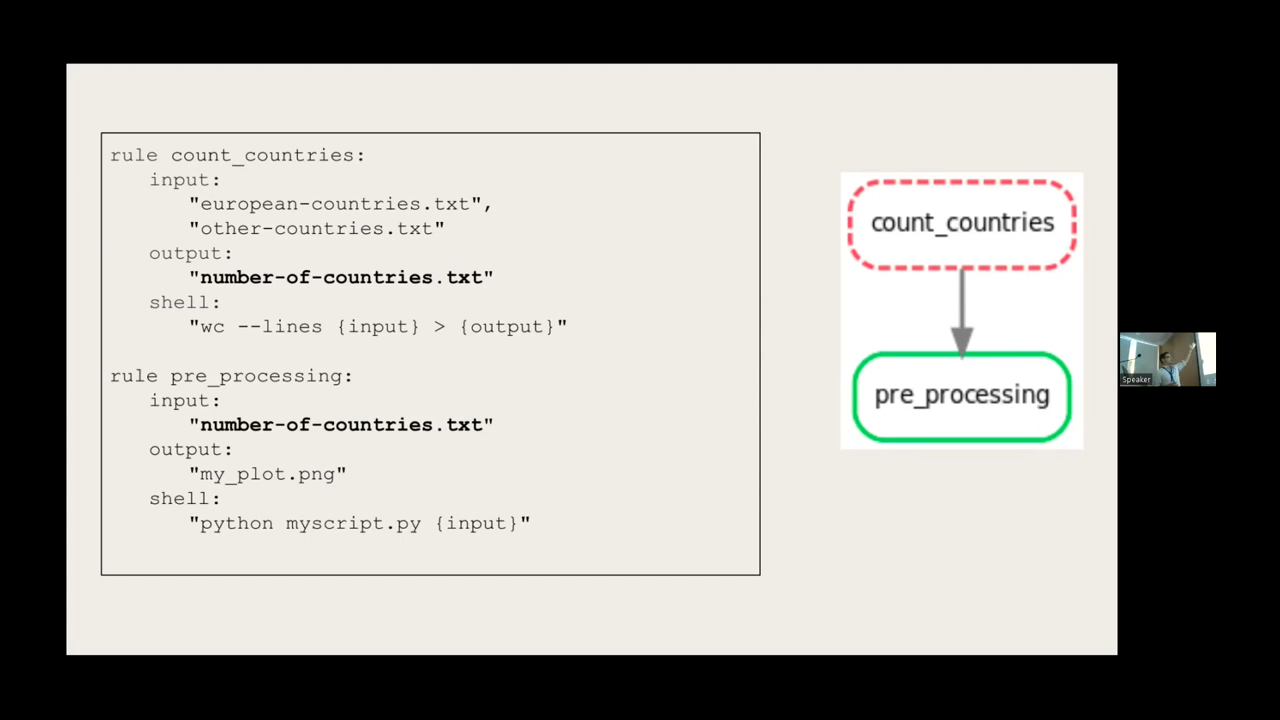 rule count_countries:
input:
"european-countries.txt",
"other-countries.txt"
output:
"number-of-countries.txt"
shell:
"wc --lines {input} > {output}"
rule pre_processing:
input:
"number-of-countries.txt"
output:
"my_plot.png"
shell:
"python myscript.py {input}"
count_countries
pre_processing
Speaker